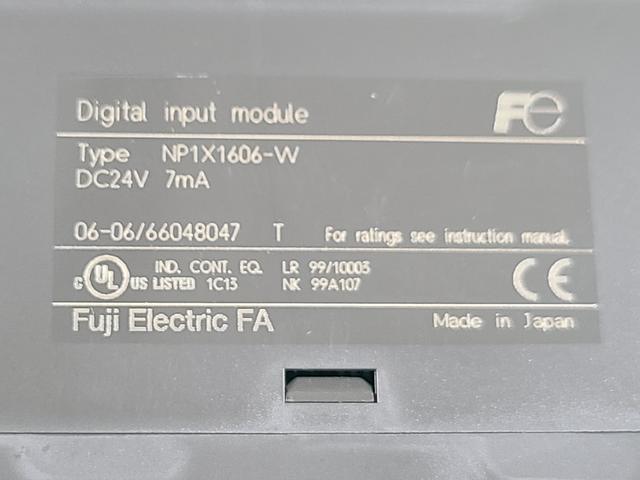 Digital input module
FE
Type NP1X1606-W
DC24V 7mA
06-06/66048047 T For ratings see instruction manual.
c UL US LISTED IND. CONT. EQ. 1C13 LR 99/10003 NK 99A107 CE
Fuji Electric FA Made in Japan